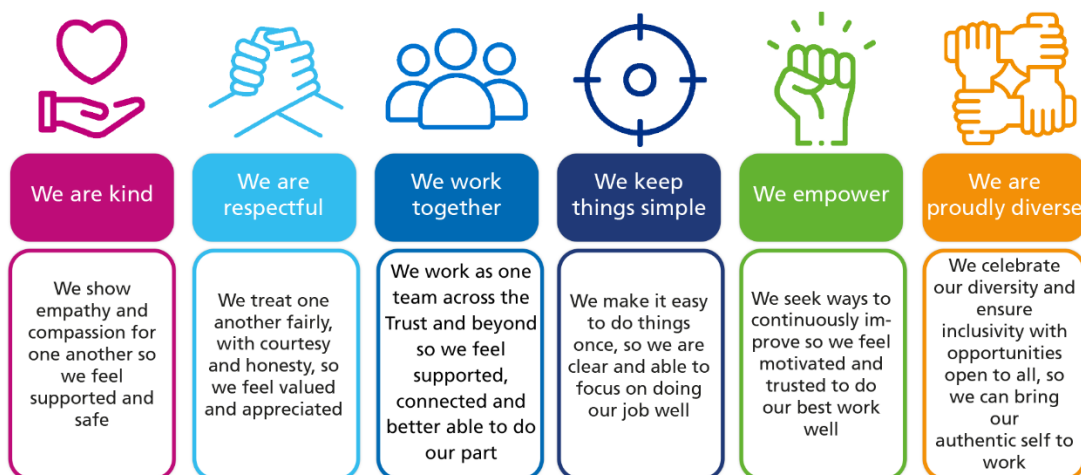 We are kind
We are
respectful
We work
together
We keep
things simple
We empower
We are
proudly diverse
We show
empathy and
compassion for
one another so
we feel
supported and
safe
We treat one
another fairly,
with courtesy
and honesty, so
we feel valued
and appreciated
We work as one
team across the
Trust and beyond
so we feel
supported,
connected and
better able to do
our part
We make it easy
to do things
once, so we are
clear and able to
focus on doing
our job well
We seek ways to
continuously im-
prove so we feel
motivated and
trusted to do
our best work
well
We celebrate
our diversity and
ensure
inclusivity with
opportunities
open to all, so
we can bring
our
authentic self to
work